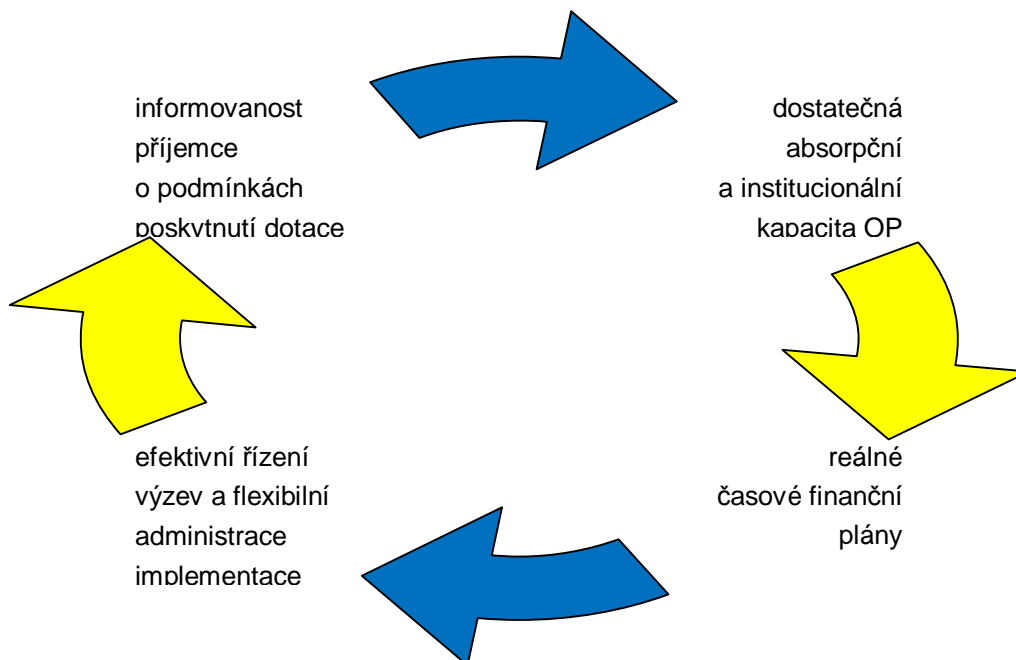 informovanost
příjemce
o podmínkách
poskytnutí dotace
dostatečná
absorpční
a institucionální
kapacita OP
reálné
časové finanční
plány
efektivní řízení
výzev a flexibilní
administrace
implementace